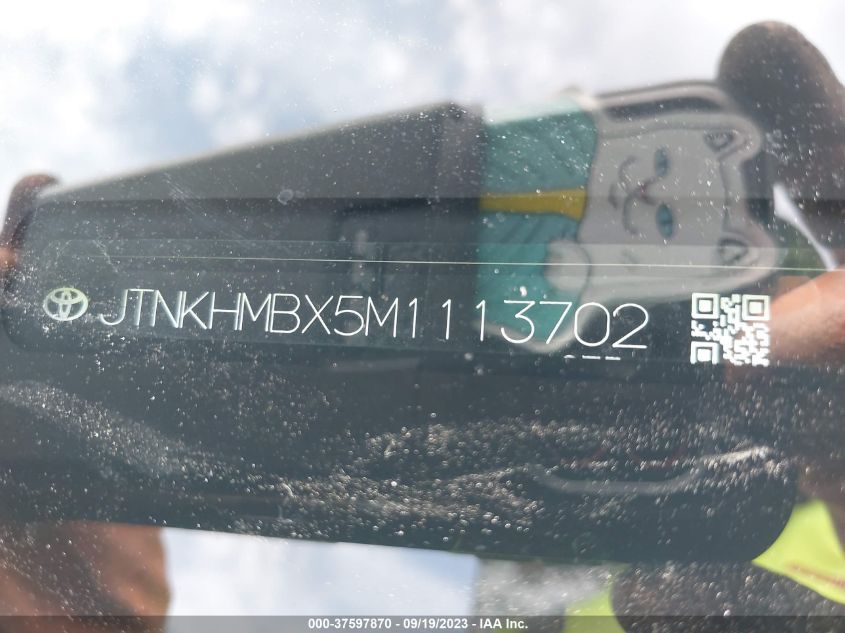 JTNKHMBX5M1113702
000-37597870 - 09/19/2023 - IAA Inc.